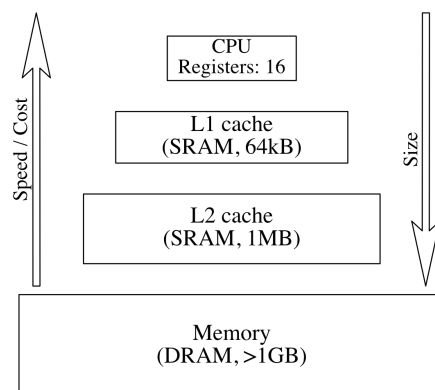 CPU
Registers: 16
Speed / Cost
L1 cache
(SRAM, 64kB)
Size
L2 cache
(SRAM, 1MB)
Memory
(DRAM, >1GB)